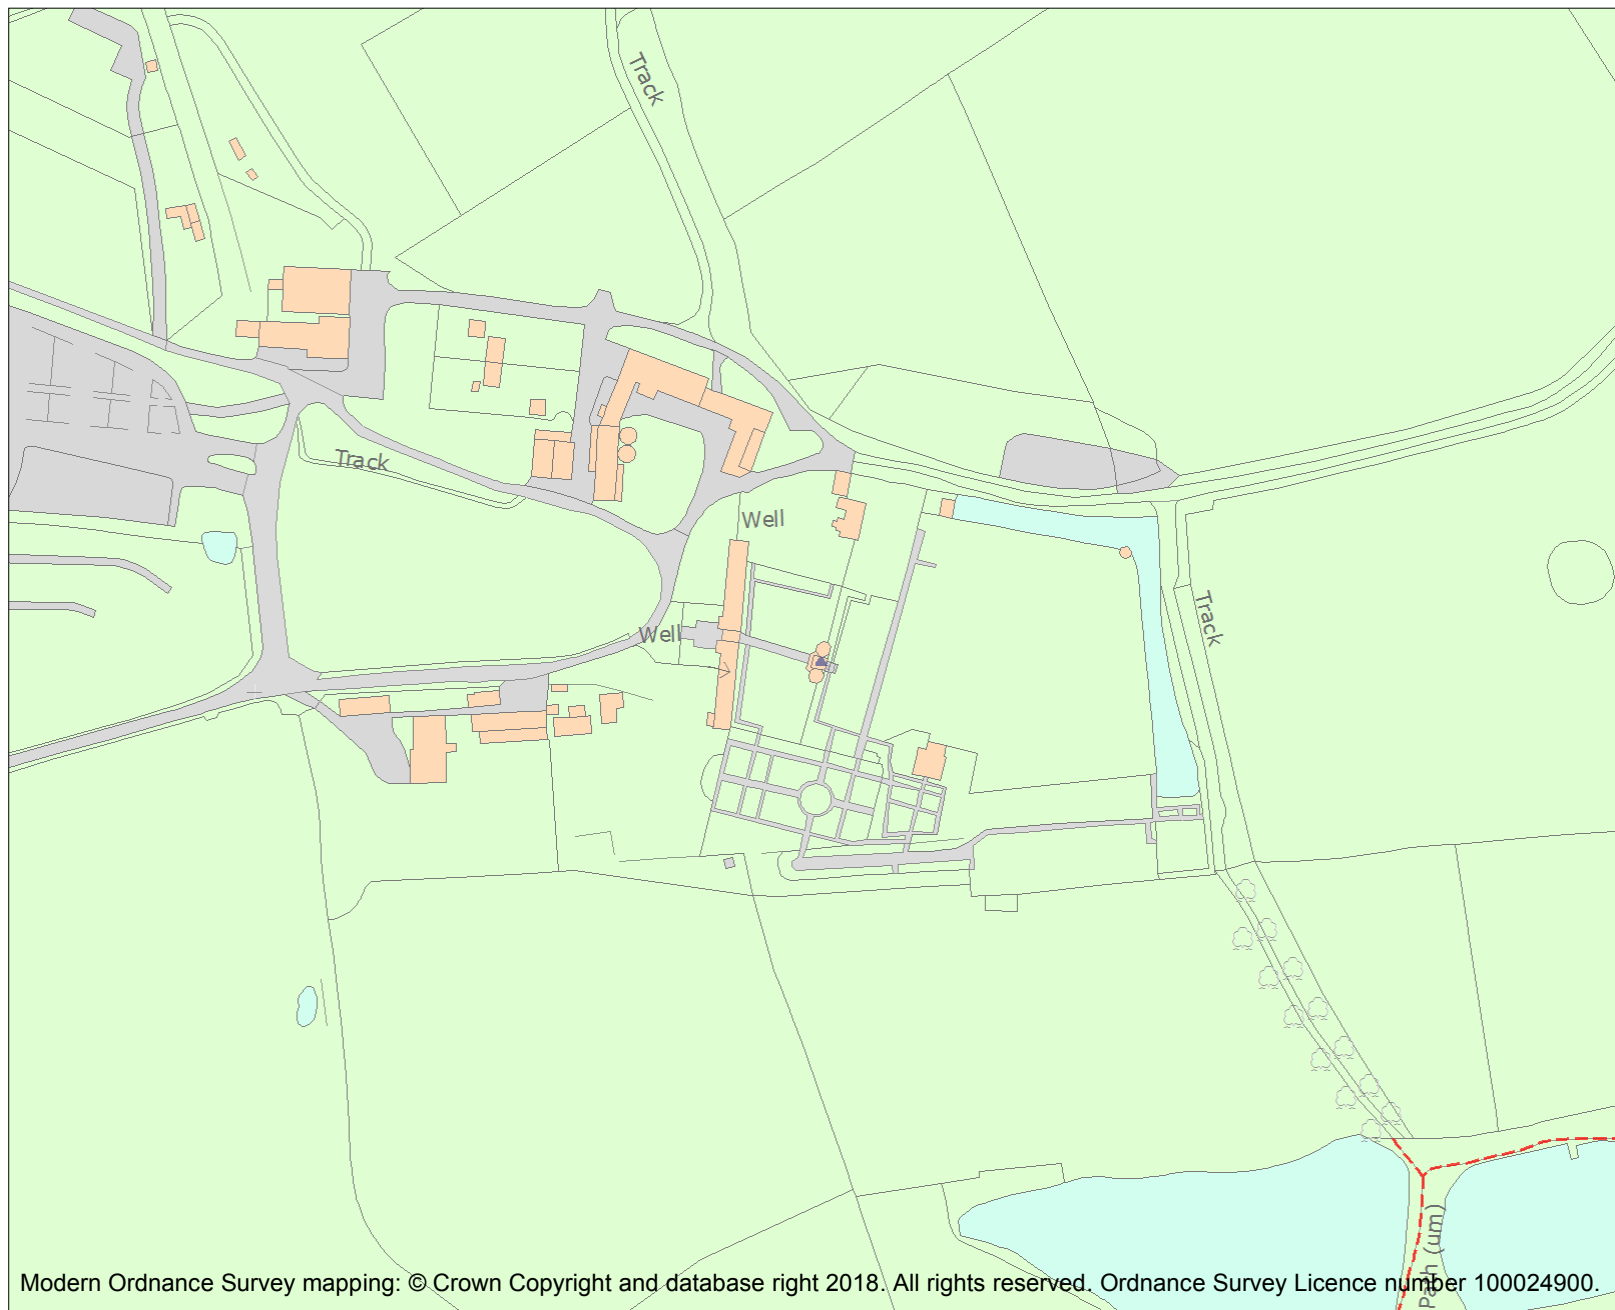 Track
Track
Well
Well
Track
Path (um)
Modern Ordnance Survey mapping: © Crown Copyright and database right 2018. All rights reserved. Ordnance Survey Licence number 100024900.